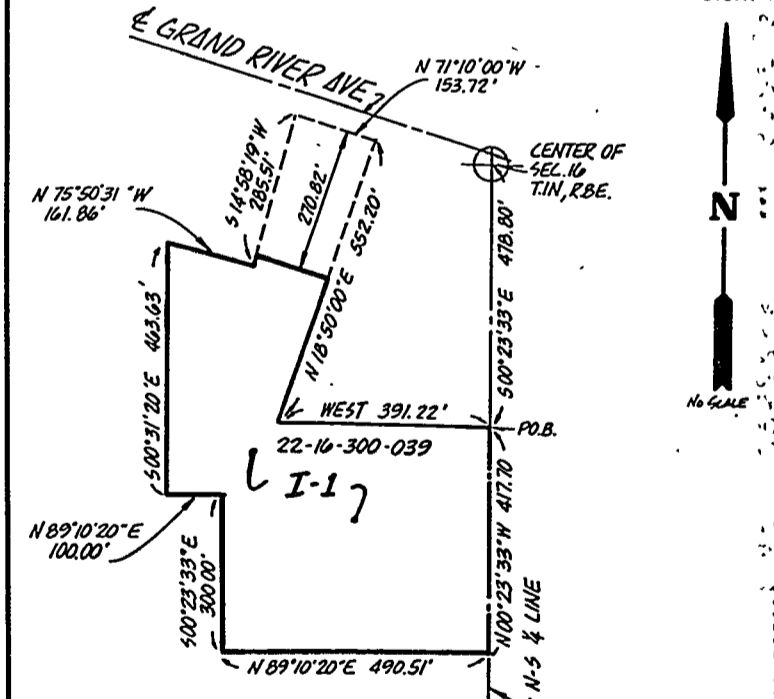 ℄ GRAND RIVER AVE.
N 71°10'00"W
153.72'
CENTER OF
SEC. 16
T.1N, R.8E.
S 14°58'19"W
285.51'
270.82'
N 18°50'00"E 552.20'
N 75°50'31"W
161.86'
S00°23'33"E 478.80'
N
NO SCALE
S00°31'20"E 463.63'
WEST 391.22'
P.O.B.
22-16-300-039
I-1
N 89°10'20"E
100.00'
S00°23'33"E
300.00'
N00°23'33"W 417.70
N-S ¼ LINE
N 89°10'20"E 490.51'